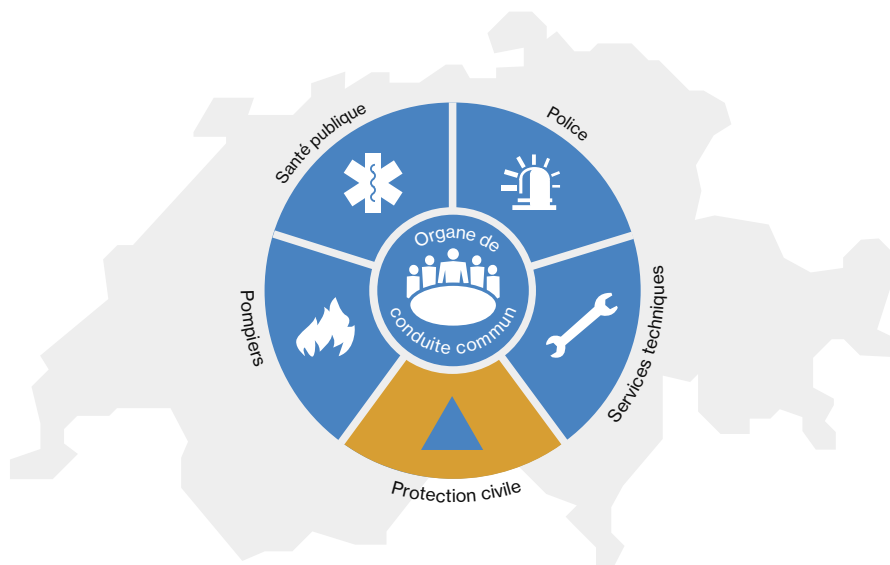 Santé publique
Police
Organe de
conduite commun
Pompiers
Services techniques
Protection civile